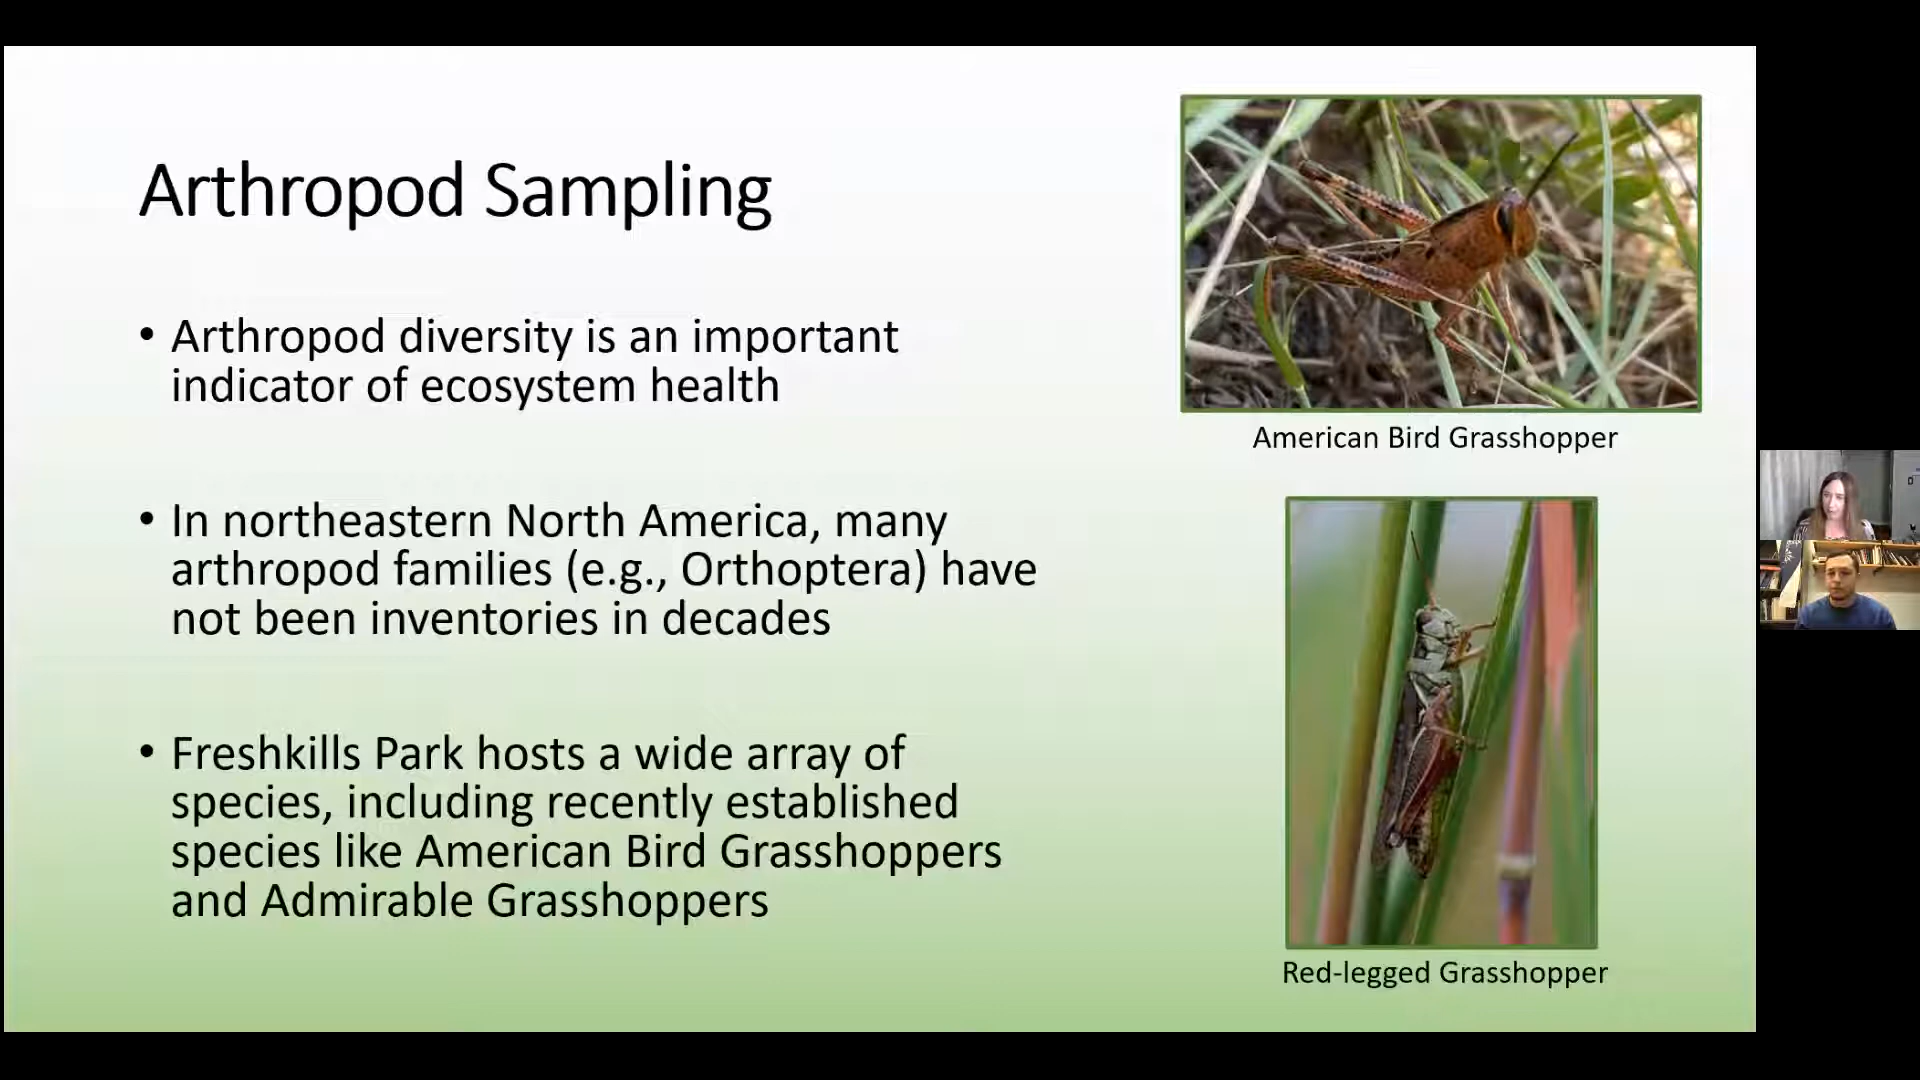 Arthropod Sampling
• Arthropod diversity is an important
indicator of ecosystem health
• In northeastern North America, many
arthropod families (e.g., Orthoptera) have
not been inventories in decades
• Freshkills Park hosts a wide array of
species, including recently established
species like American Bird Grasshoppers
and Admirable Grasshoppers
American Bird Grasshopper
Red-legged Grasshopper